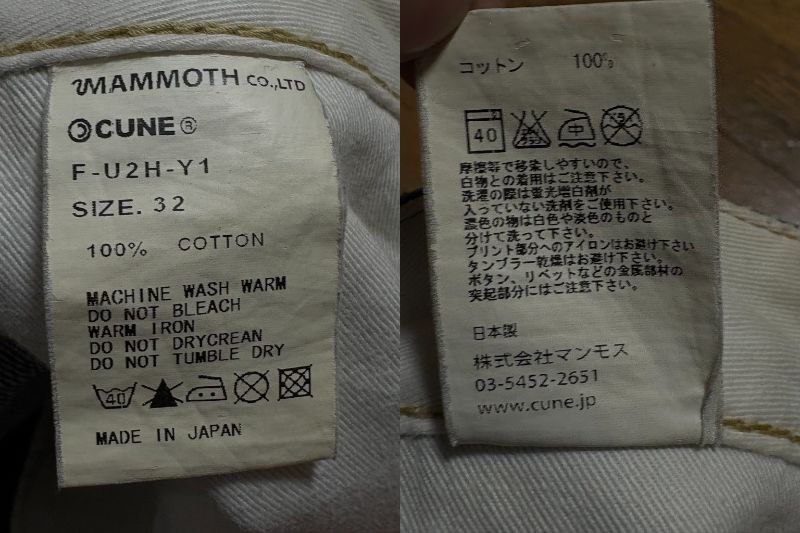 MAMMOTH CO.,LTD
CUNE®
F-U2H-Y1
SIZE. 32
100% COTTON
MACHINE WASH WARM
DO NOT BLEACH
WARM IRON
DO NOT DRYCREAN
DO NOT TUMBLE DRY
40
MADE IN JAPAN
コットン 100%
40 中
摩擦等で移染しやすいので、
白物との着用はご注意下さい。
洗濯の際は蛍光増白剤が
入っていない洗剤をご使用下さい。
濃色の物は白色や淡色のものと
分けて洗って下さい。
プリント部分へのアイロンはお避け下さい
タンブラー乾燥はお避け下さい。
ボタン、リベットなどの金属部材の
突起部分にはご注意下さい。
日本製
株式会社マンモス
03-5452-2651
www.cune.jp